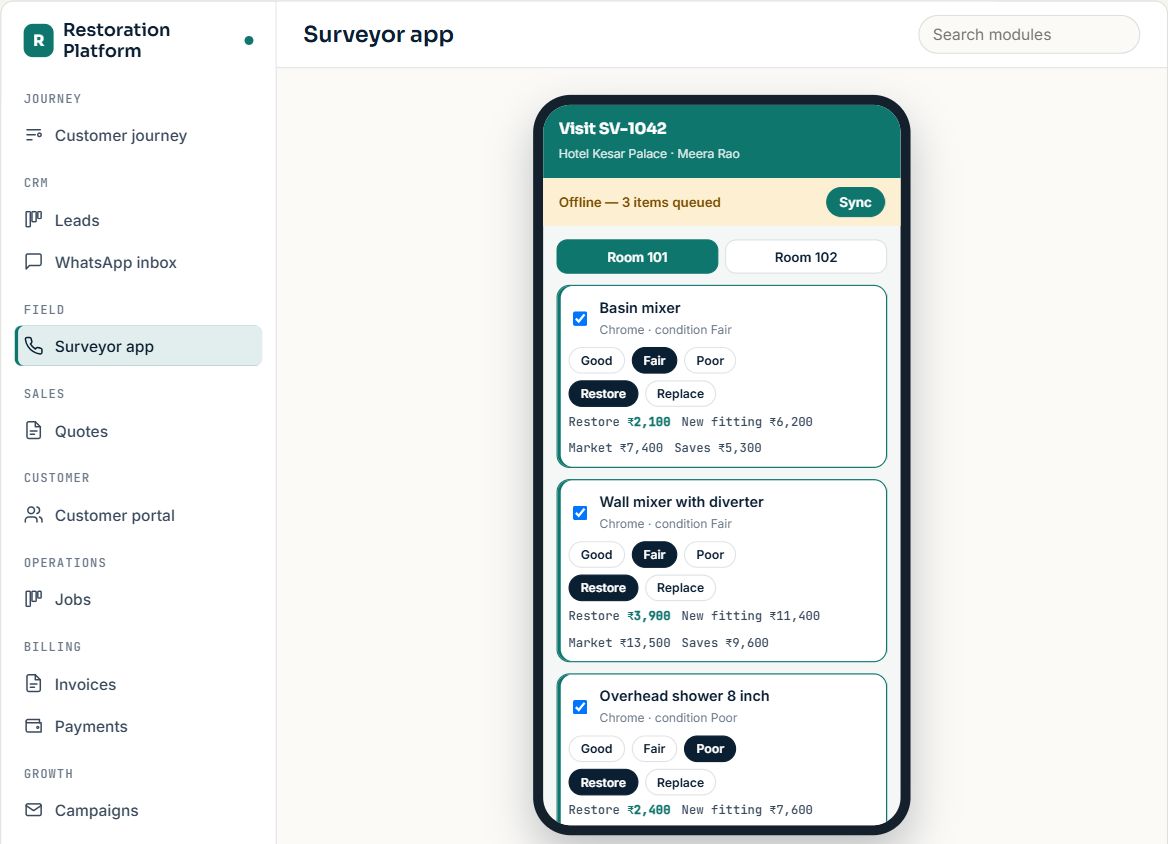 R
Restoration
Platform
JOURNEY
Customer journey
CRM
Leads
WhatsApp inbox
FIELD
Surveyor app
SALES
Quotes
CUSTOMER
Customer portal
OPERATIONS
Jobs
BILLING
Invoices
Payments
GROWTH
Campaigns
Surveyor app
Search modules
Visit SV-1042
Hotel Kesar Palace · Meera Rao
Offline — 3 items queued
Sync
Room 101
Room 102
Basin mixer
Chrome · condition Fair
Good Fair Poor
Restore Replace
Restore ₹2,100 New fitting ₹6,200
Market ₹7,400 Saves ₹5,300
Wall mixer with diverter
Chrome · condition Fair
Good Fair Poor
Restore Replace
Restore ₹3,900 New fitting ₹11,400
Market ₹13,500 Saves ₹9,600
Overhead shower 8 inch
Chrome · condition Poor
Good Fair Poor
Restore Replace
Restore ₹2,400 New fitting ₹7,600